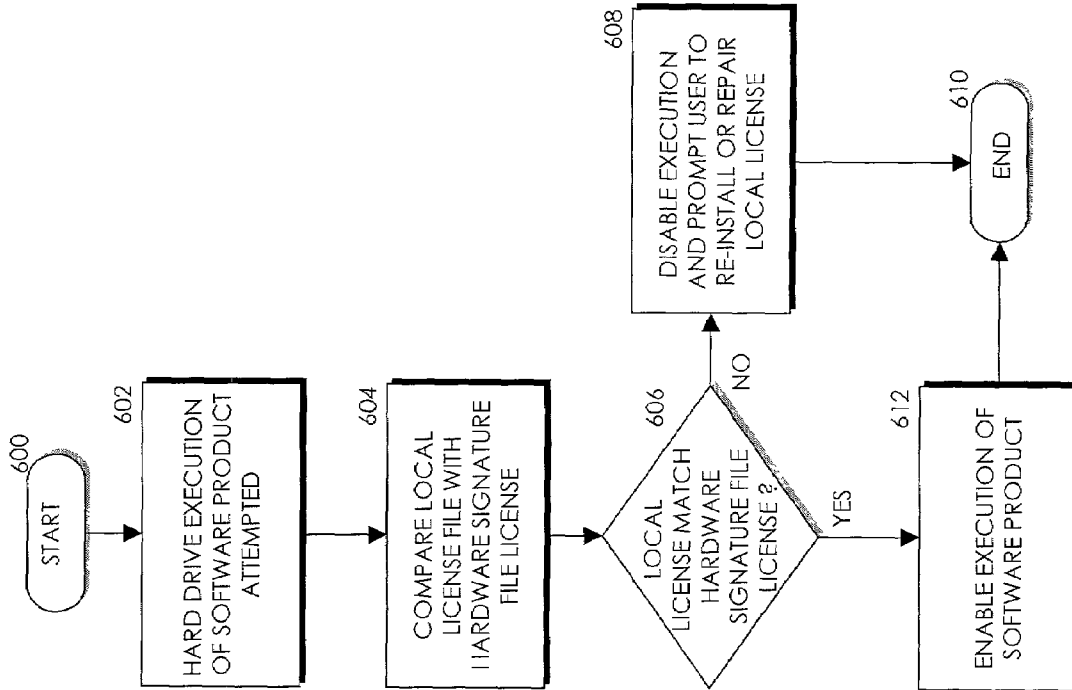 600
START
602
HARD DRIVE EXECUTION
OF SOFTWARE PRODUCT
ATTEMPTED
604
COMPARE LOCAL
LICENSE FILE WITH
HARDWARE SIGNATURE
FILE LICENSE
606
LOCAL
LICENSE MATCH
HARDWARE
SIGNATURE FILE
LICENSE ?
NO
YES
608
DISABLE EXECUTION
AND PROMPT USER TO
RE-INSTALL OR REPAIR
LOCAL LICENSE
612
ENABLE EXECUTION OF
SOFTWARE PRODUCT
610
END